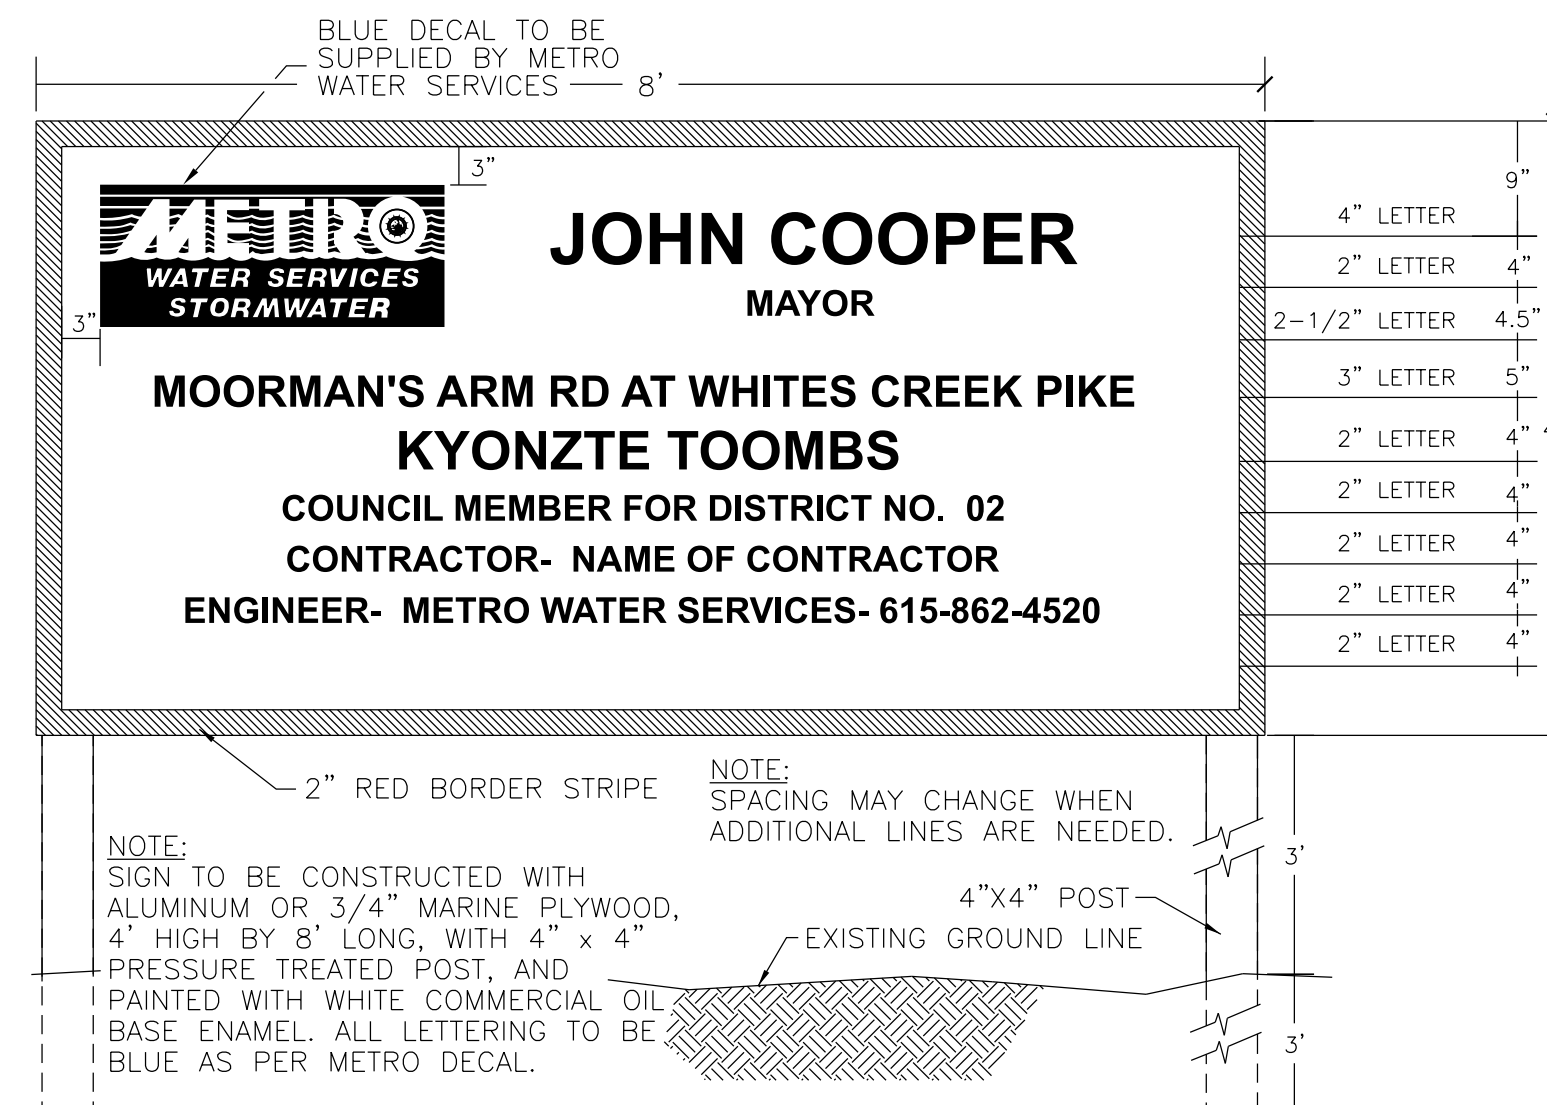 BLUE DECAL TO BE
SUPPLIED BY METRO
WATER SERVICES
8'
3"
9"
METRO
WATER SERVICES
STORMWATER
3"
JOHN COOPER
MAYOR
MOORMAN'S ARM RD AT WHITES CREEK PIKE
KYONZTE TOOMBS
COUNCIL MEMBER FOR DISTRICT NO. 02
CONTRACTOR- NAME OF CONTRACTOR
ENGINEER- METRO WATER SERVICES- 615-862-4520
4" LETTER
2" LETTER 4"
2-1/2" LETTER 4.5"
3" LETTER 5"
2" LETTER 4"
2" LETTER 4"
2" LETTER 4"
2" LETTER 4"
2" LETTER 4"
2" RED BORDER STRIPE
NOTE:
SPACING MAY CHANGE WHEN
ADDITIONAL LINES ARE NEEDED.
NOTE:
SIGN TO BE CONSTRUCTED WITH
ALUMINUM OR 3/4" MARINE PLYWOOD,
4' HIGH BY 8' LONG, WITH 4" x 4"
PRESSURE TREATED POST, AND
PAINTED WITH WHITE COMMERCIAL OIL
BASE ENAMEL. ALL LETTERING TO BE
BLUE AS PER METRO DECAL.
4"X4" POST
EXISTING GROUND LINE
3'
3'